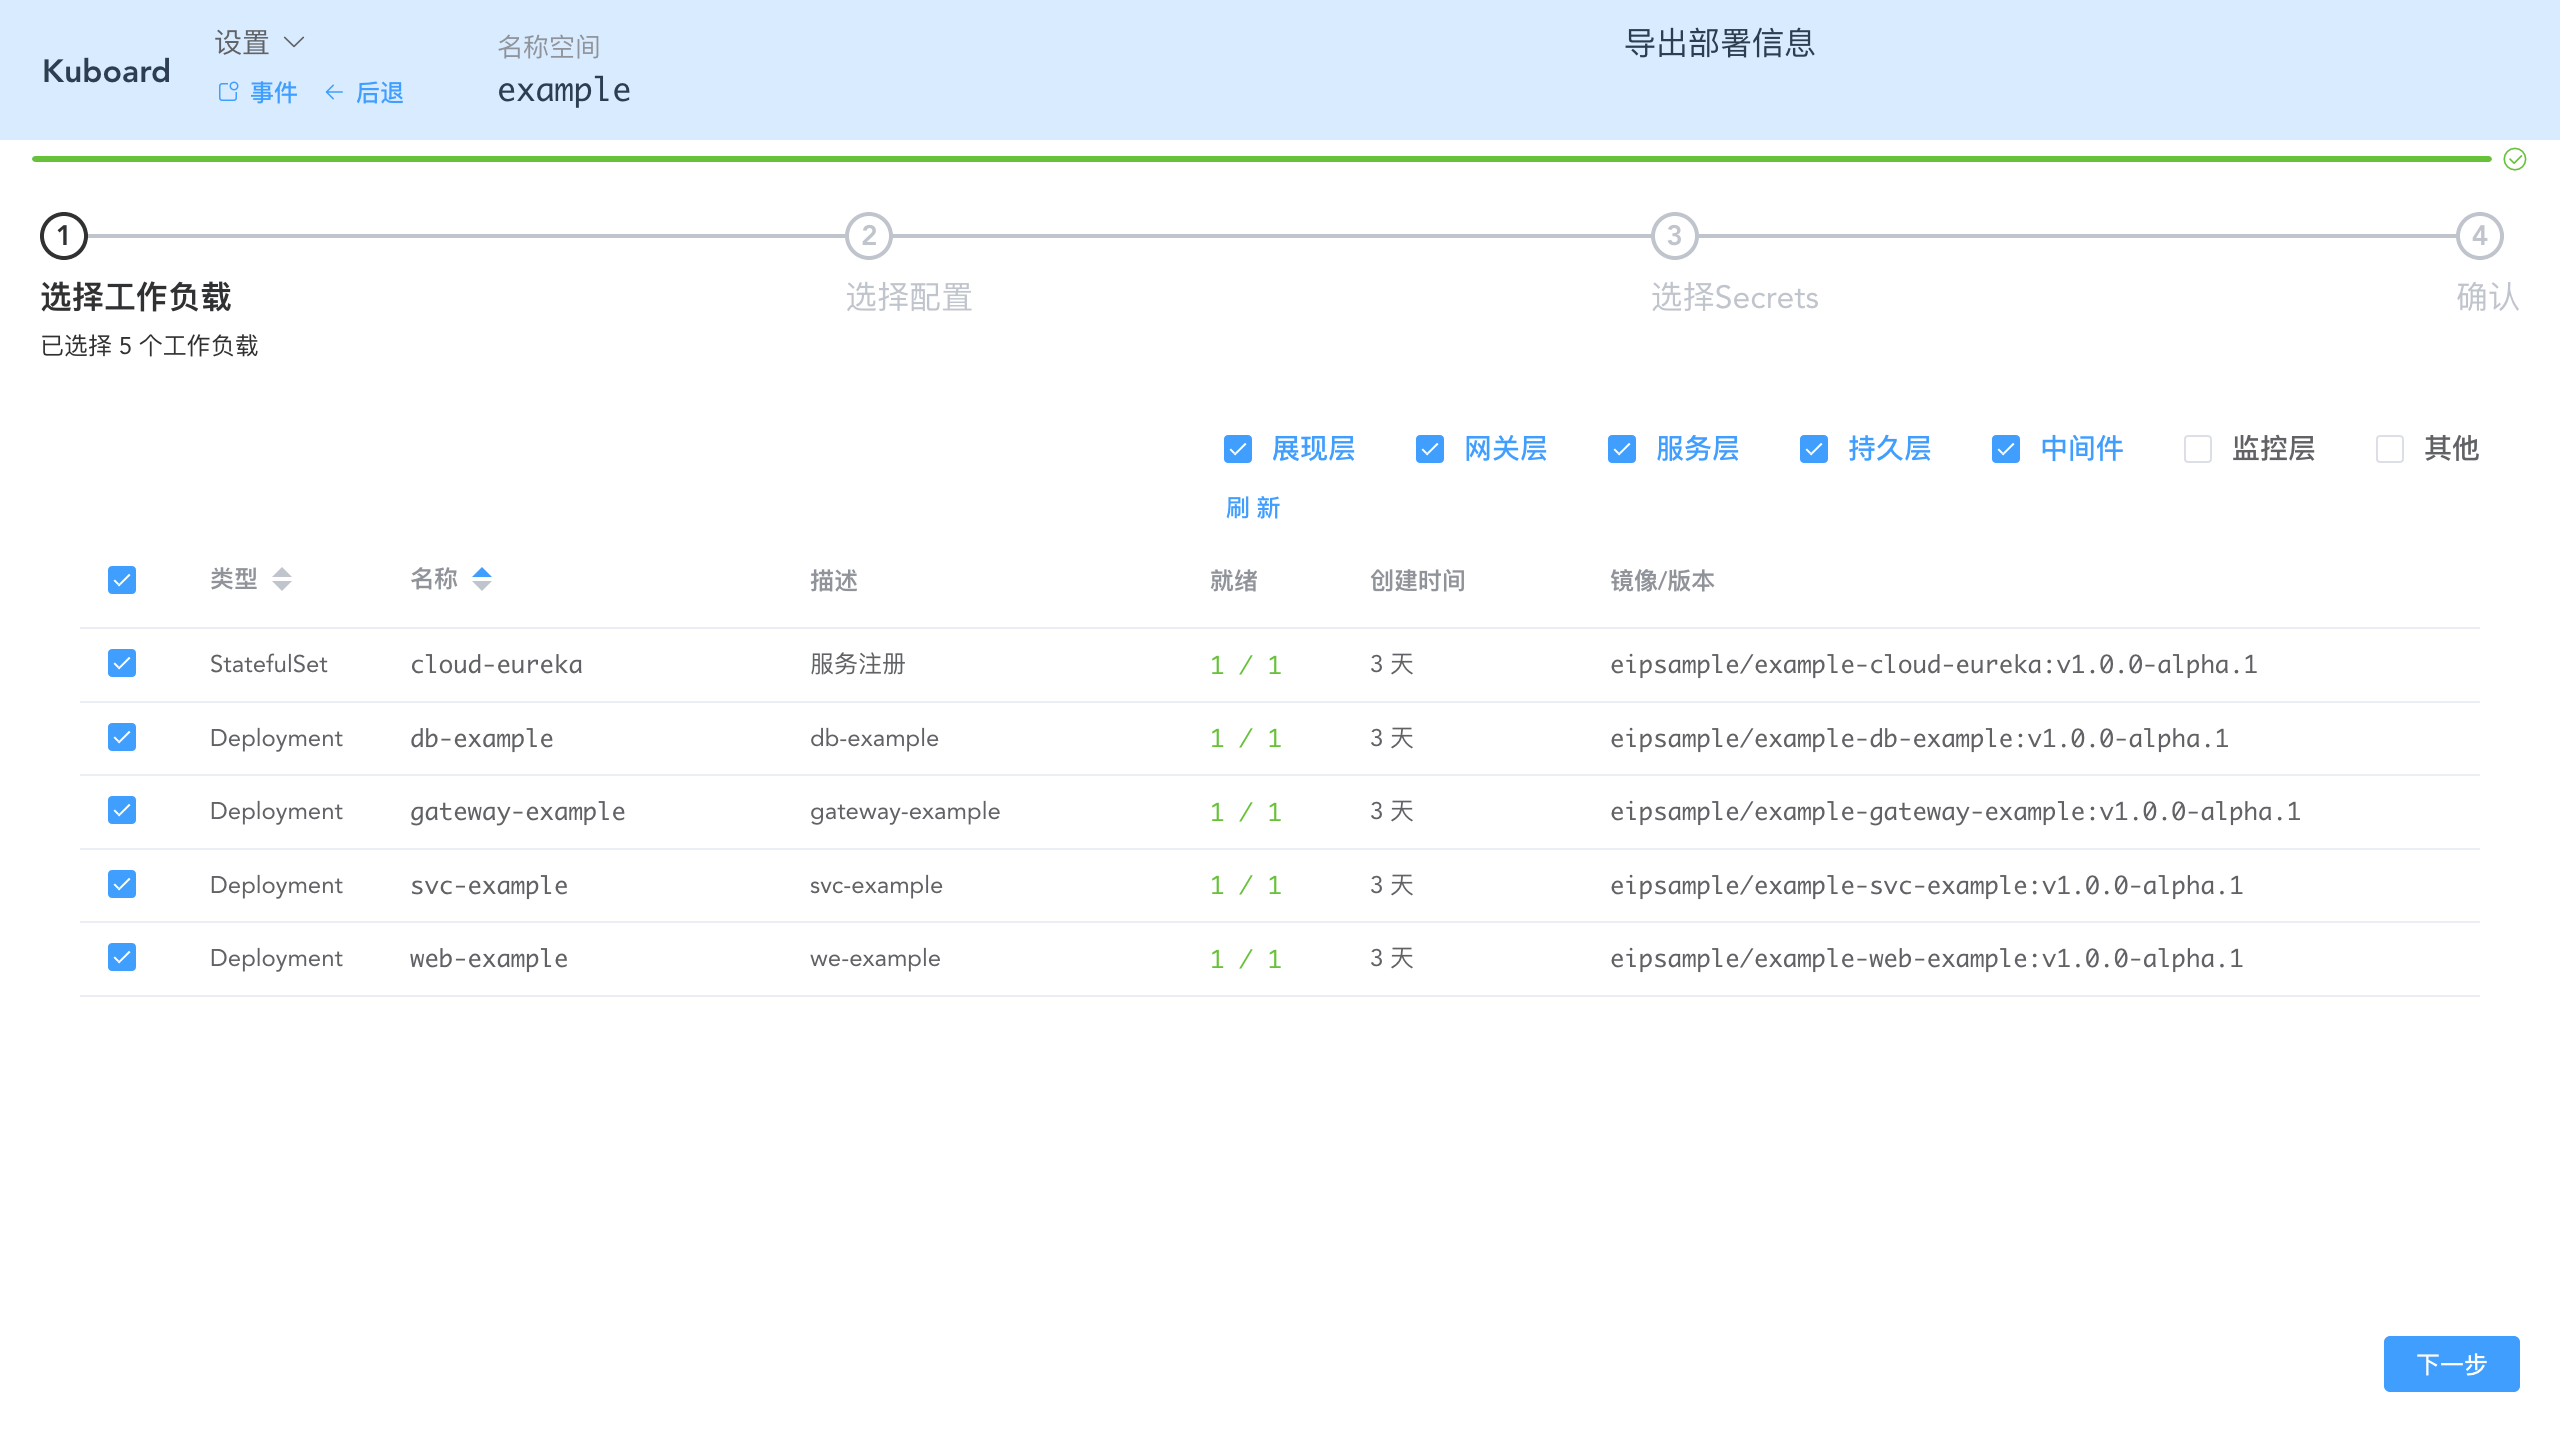 Kuboard
设置
事件 后退
名称空间
example
导出部署信息
1
选择工作负载
已选择 5 个工作负载
2
选择配置
3
选择Secrets
4
确认
展现层 网关层 服务层 持久层 中间件 监控层 其他
刷 新
类型 名称 描述 就绪 创建时间 镜像/版本
StatefulSet cloud-eureka 服务注册 1 / 1 3 天 eipsample/example-cloud-eureka:v1.0.0-alpha.1
Deployment db-example db-example 1 / 1 3 天 eipsample/example-db-example:v1.0.0-alpha.1
Deployment gateway-example gateway-example 1 / 1 3 天 eipsample/example-gateway-example:v1.0.0-alpha.1
Deployment svc-example svc-example 1 / 1 3 天 eipsample/example-svc-example:v1.0.0-alpha.1
Deployment web-example we-example 1 / 1 3 天 eipsample/example-web-example:v1.0.0-alpha.1
下一步